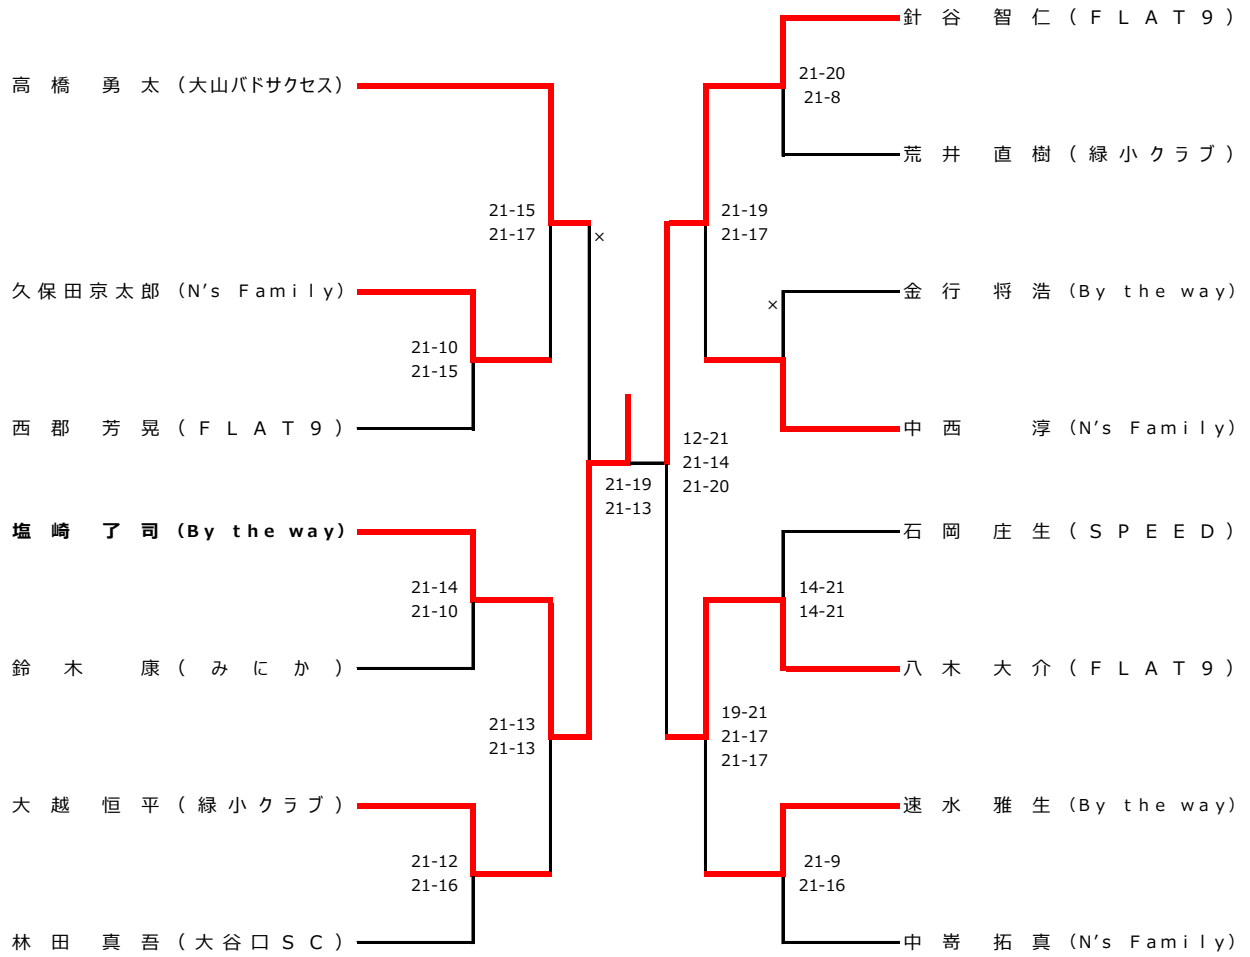 針谷 智仁 (FLAT9)
高橋 勇太 (大山バドサクセス)
21-20
21-8
荒井 直樹 (緑小クラブ)
21-15
21-17
×
21-19
21-17
久保田京太郎 (N's Family)
金行 将浩 (By the way)
×
21-10
21-15
西郡 芳晃 (FLAT9)
中西 淳 (N's Family)
12-21
21-14
21-20
21-19
21-13
塩崎 了司 (By the way)
石岡 庄生 (SPEED)
21-14
21-10
14-21
14-21
鈴木 康 (みにか)
八木 大介 (FLAT9)
21-13
21-13
19-21
21-17
21-17
大越 恒平 (緑小クラブ)
速水 雅生 (By the way)
21-12
21-16
21-9
21-16
林田 真吾 (大谷口SC)
中嵜 拓真 (N's Family)